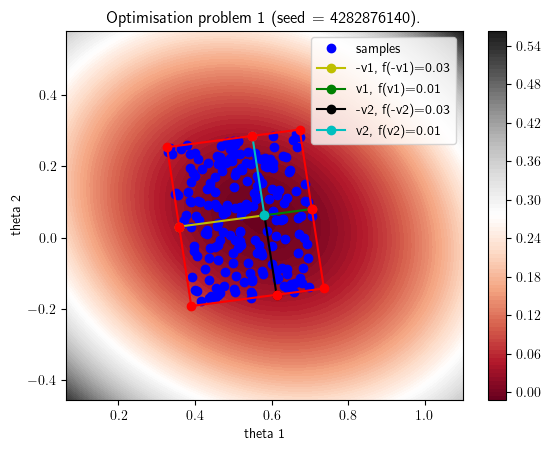 Optimisation problem 1 (seed = 4282876140).
samples
-v1, f(-v1)=0.03
v1, f(v1)=0.01
-v2, f(-v2)=0.03
v2, f(v2)=0.01
theta 2
0.4
0.2
0.0
−0.2
−0.4
0.2 0.4 0.6 0.8 1.0
theta 1
0.54
0.48
0.42
0.36
0.30
0.24
0.18
0.12
0.06
0.00